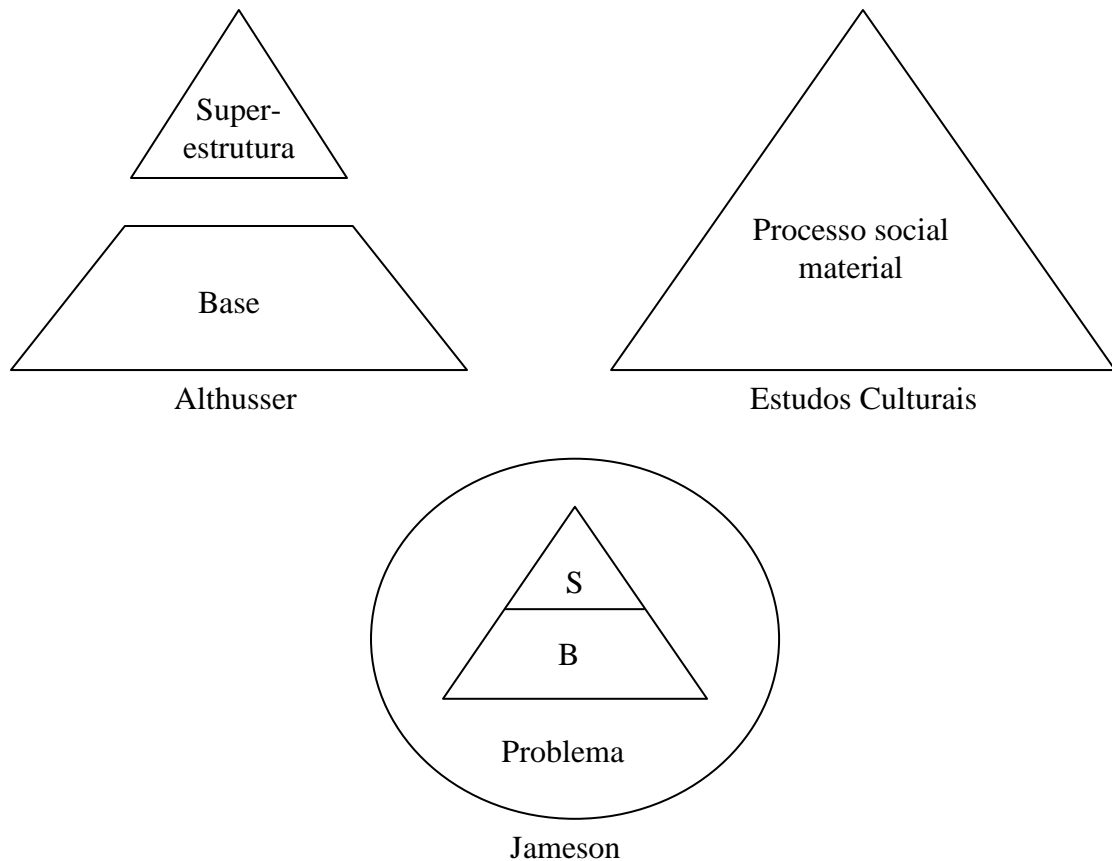 Super-
estrutura
Base
Althusser
Processo social
material
Estudos Culturais
S
B
Problema
Jameson